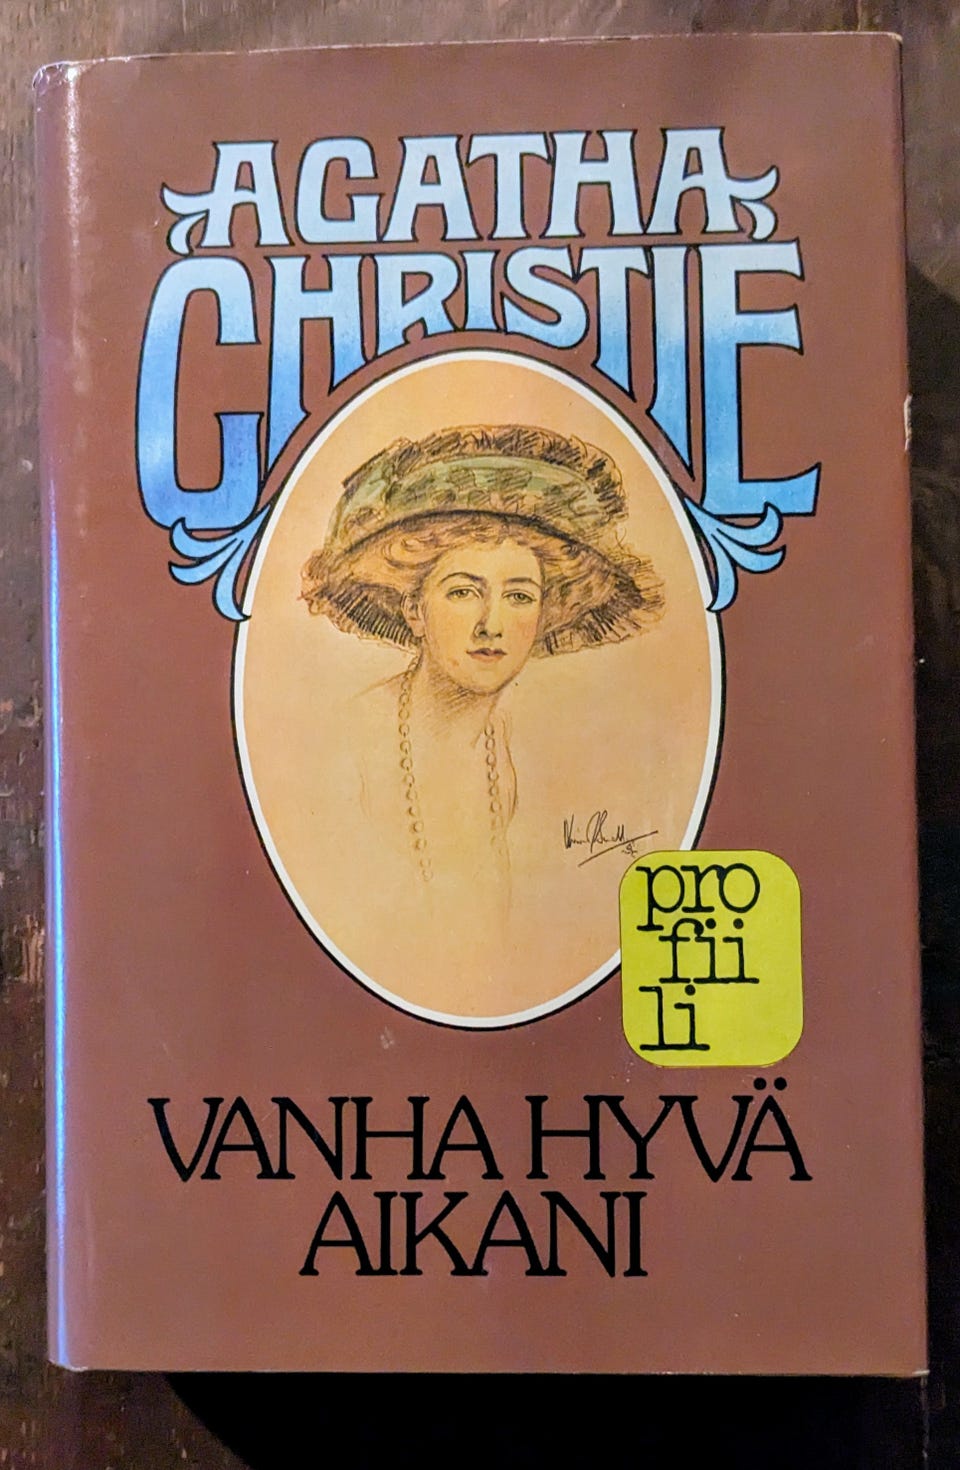 AGATHA
CHRISTIE
pro
fii
li
VANHA HYVÄ
AIKANI